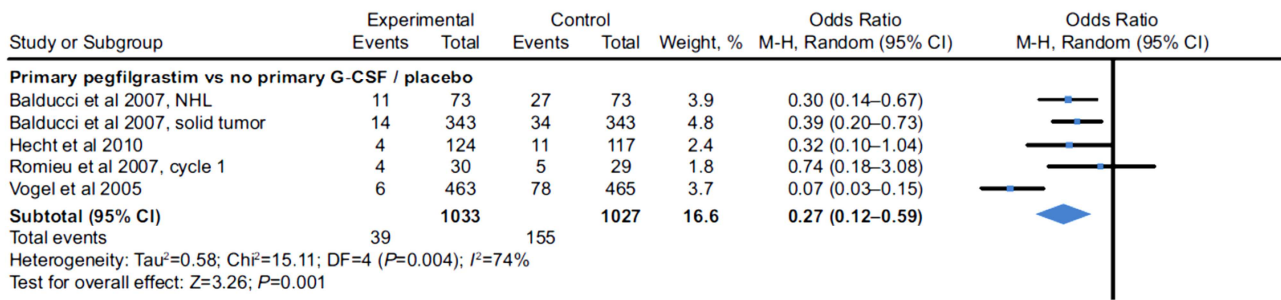 Experimental Control Odds Ratio Odds Ratio
Study or Subgroup Events Total Events Total Weight, % M-H, Random (95% CI) M-H, Random (95% CI)
Primary pegfilgrastim vs no primary G-CSF / placebo
Balducci et al 2007, NHL 11 73 27 73 3.9 0.30 (0.14–0.67)
Balducci et al 2007, solid tumor 14 343 34 343 4.8 0.39 (0.20–0.73)
Hecht et al 2010 4 124 11 117 2.4 0.32 (0.10–1.04)
Romieu et al 2007, cycle 1 4 30 5 29 1.8 0.74 (0.18–3.08)
Vogel et al 2005 6 463 78 465 3.7 0.07 (0.03–0.15)
Subtotal (95% CI) 1033 1027 16.6 0.27 (0.12–0.59)
Total events 39 155
Heterogeneity: Tau²=0.58; Chi²=15.11; DF=4 (P=0.004); I²=74%
Test for overall effect: Z=3.26; P=0.001